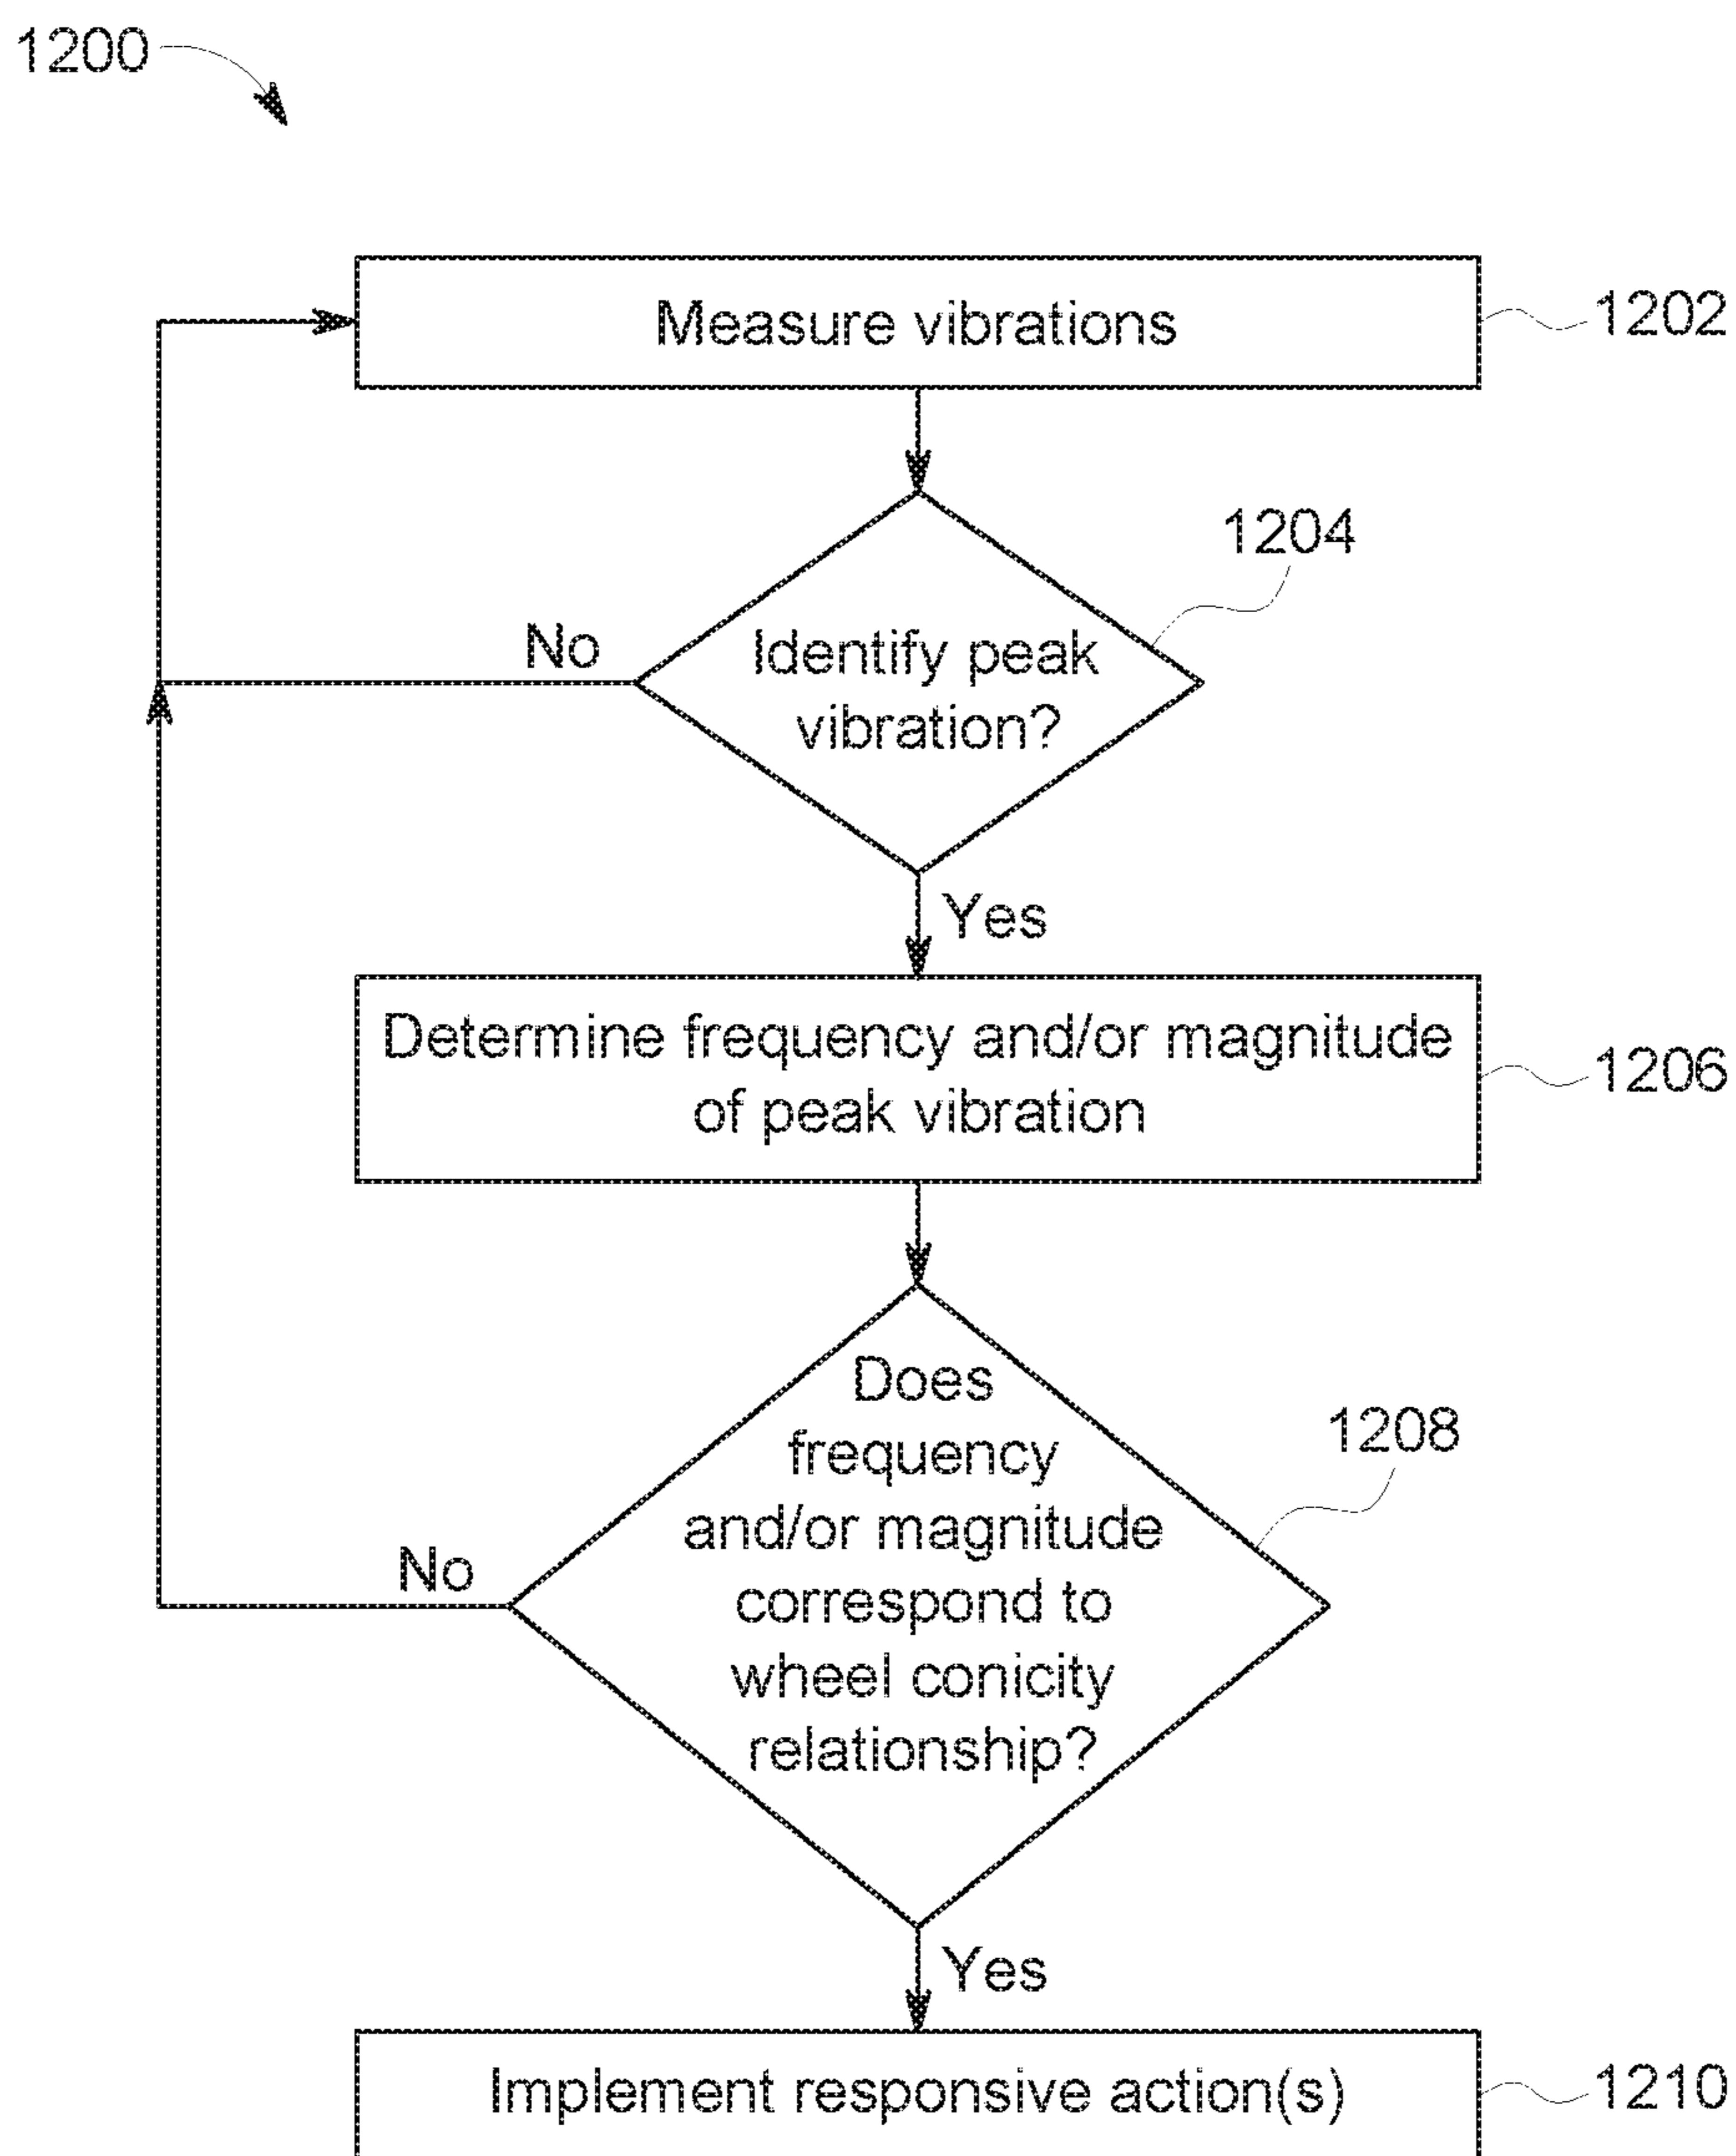 1200
Measure vibrations
1202
1204
Identify peak
vibration?
No
Yes
Determine frequency and/or magnitude
of peak vibration
1206
Does
frequency
and/or magnitude
correspond to
wheel conicity
relationship?
1208
No
Yes
Implement responsive action(s)
1210